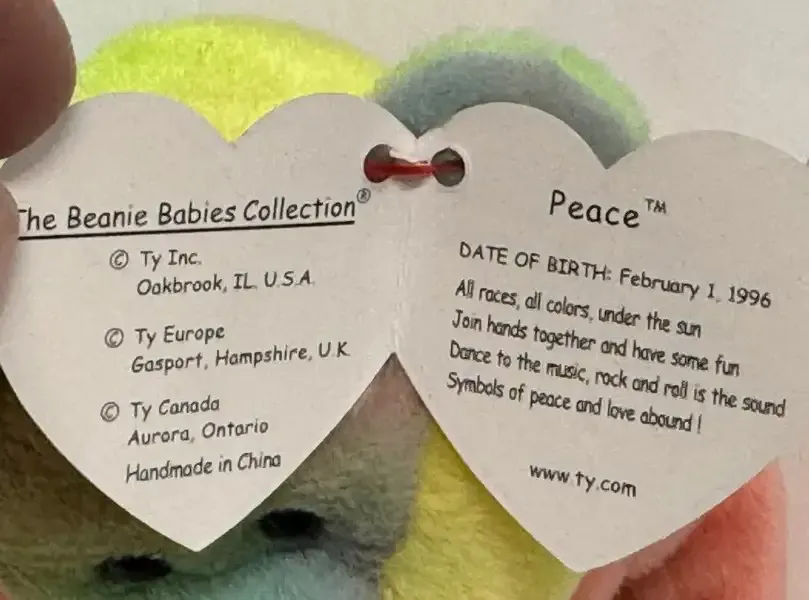 The Beanie Babies Collection®
© Ty Inc.
Oakbrook, IL. U.S.A.
© Ty Europe
Gasport, Hampshire, U.K
© Ty Canada
Aurora, Ontario
Handmade in China
Peace™
DATE OF BIRTH: February 1, 1996
All races, all colors, under the sun
Join hands together and have some fun
Dance to the music, rock and roll is the sound
Symbols of peace and love abound !
www.ty.com